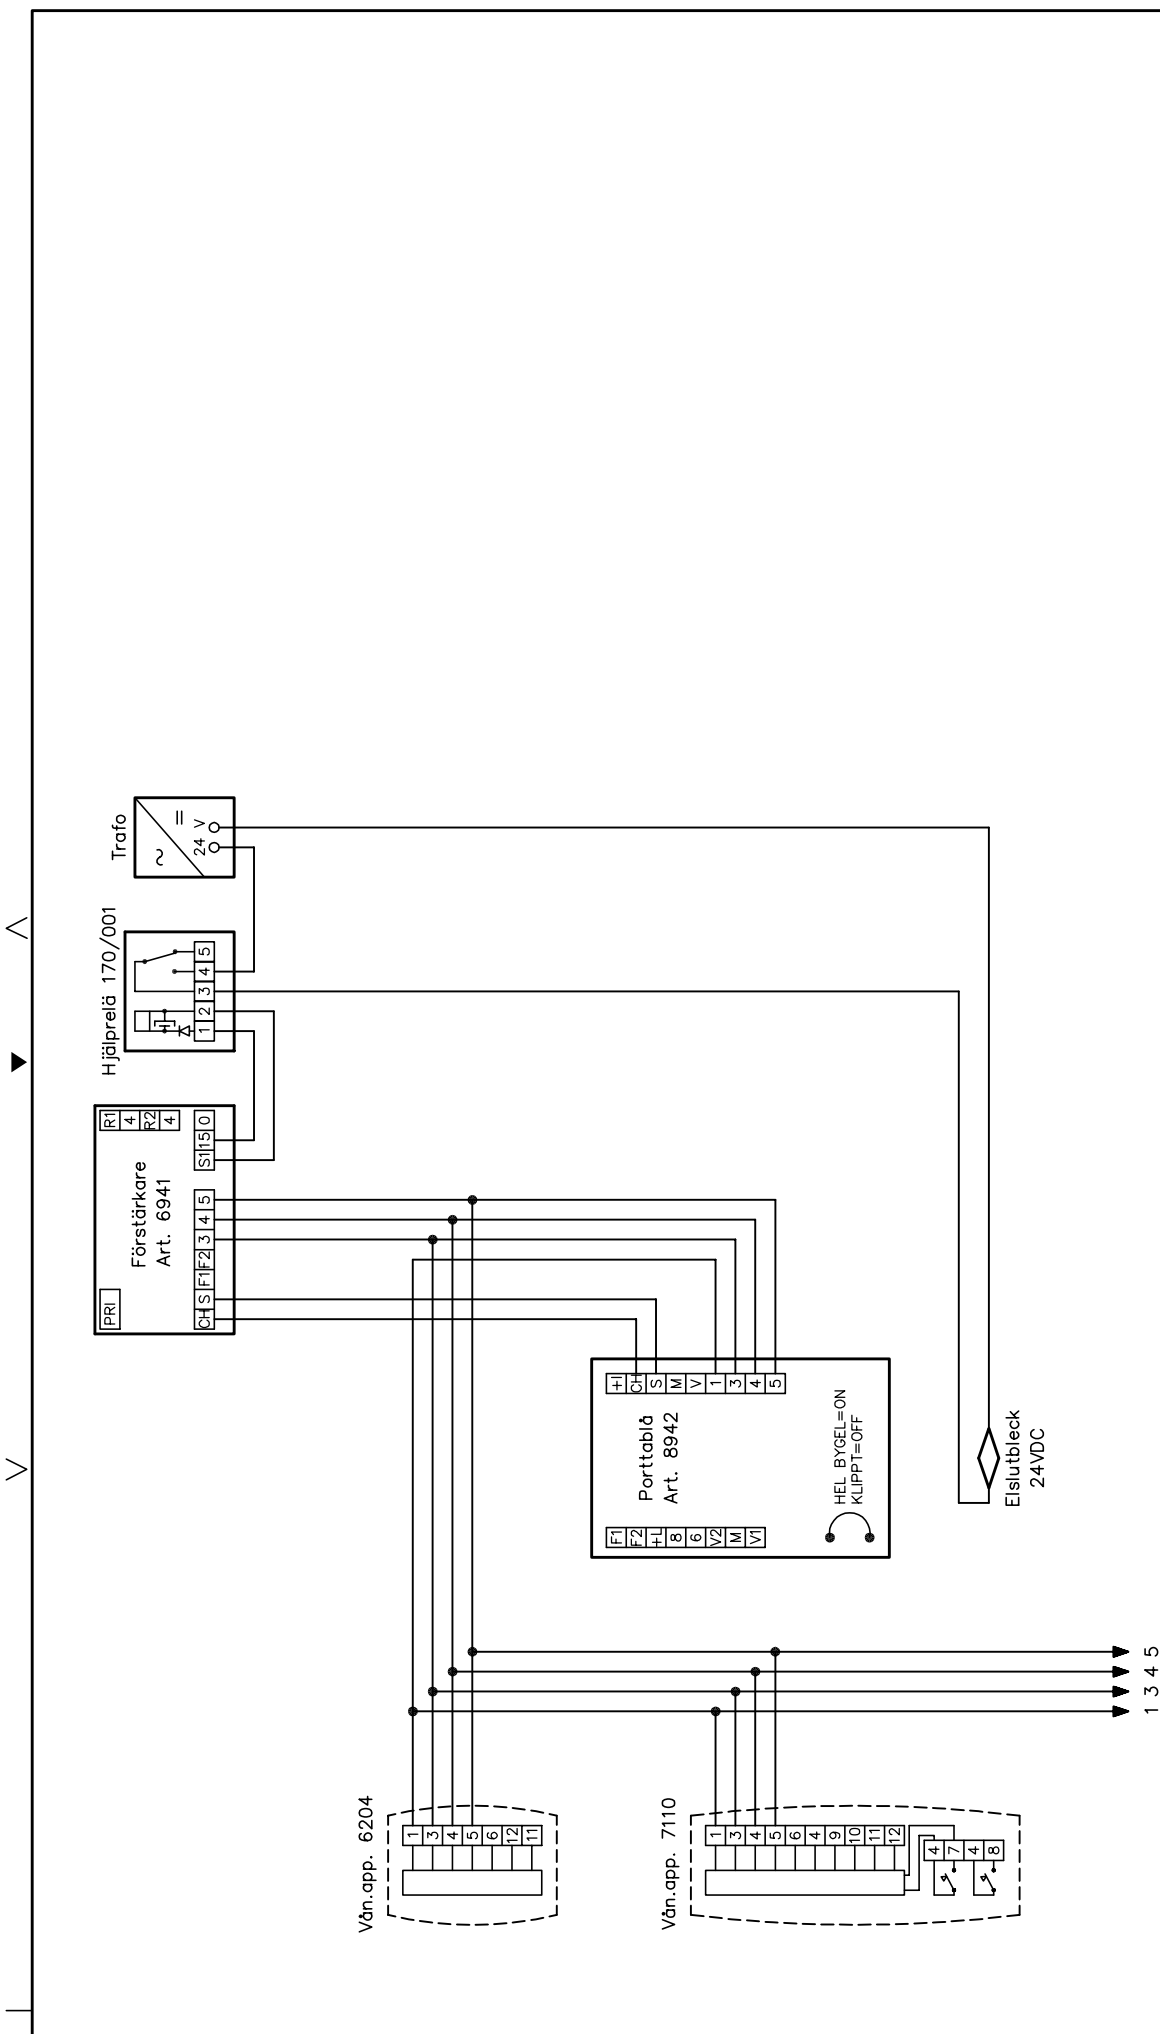 PRI
R1
4
R2
4
Förstärkare
Art. 6941
CH S F1 F2 3 4 5
S1 15 0
Hjälprelä 170/001
1 2 3 4 5
Trafo
~
=
24 V
Vån.app. 6204
1
3
4
5
6
12
11
Porttablå
Art. 8942
F1
F2
+L
8
6
V2
M
V1
+I
CH
S
M
V
1
3
4
5
HEL BYGEL=ON
KLIPPT=OFF
Vån.app. 7110
1
3
4
5
6
4
9
10
11
12
4
7
4
8
Elslutbleck
24VDC
1 3 4 5